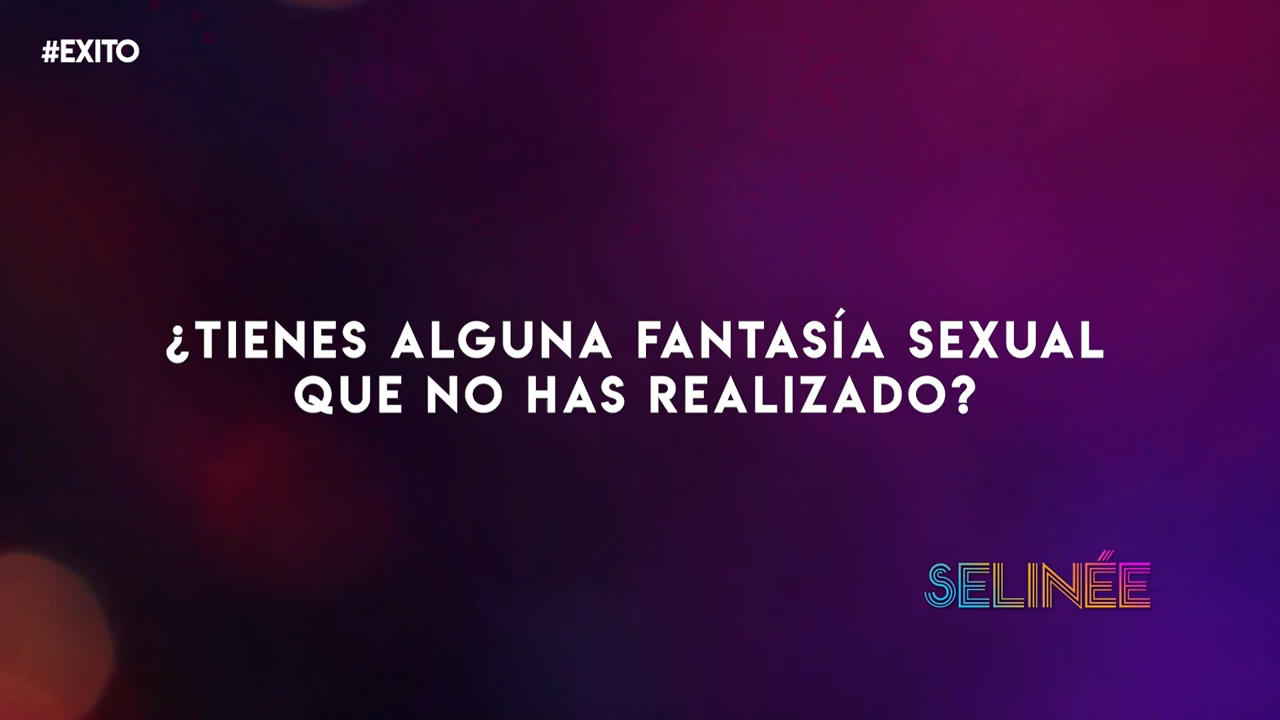 #EXITO
¿TIENES ALGUNA FANTASÍA SEXUAL
QUE NO HAS REALIZADO?
SELINÉE